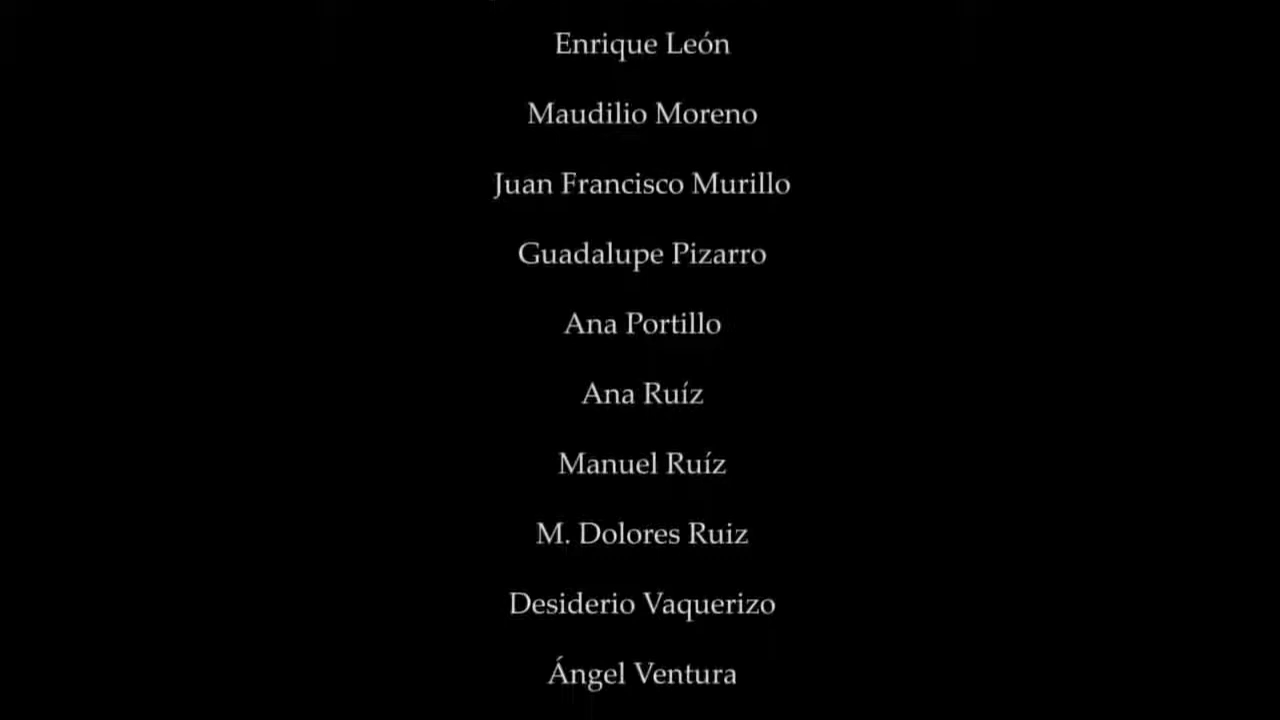 Enrique León
Maudilio Moreno
Juan Francisco Murillo
Guadalupe Pizarro
Ana Portillo
Ana Ruíz
Manuel Ruíz
M. Dolores Ruiz
Desiderio Vaquerizo
Ángel Ventura